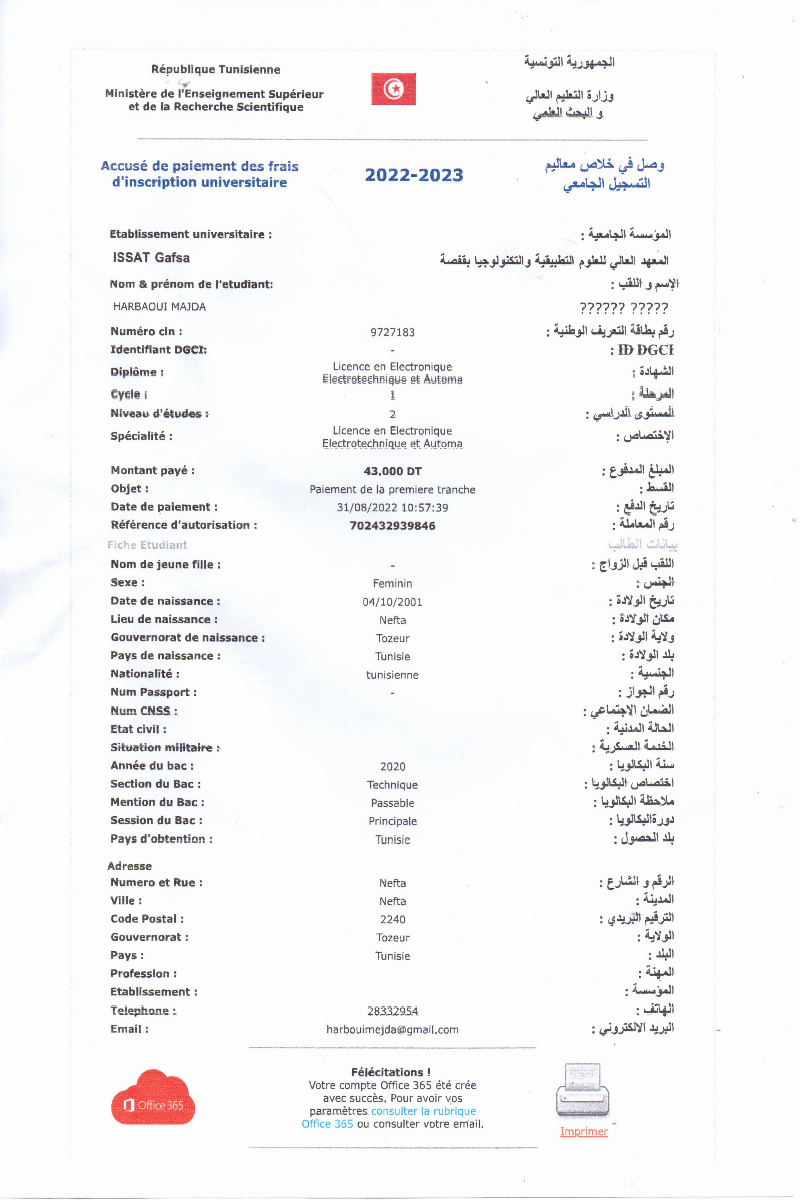 République Tunisienne
الجمهورية التونسية
Ministère de l'Enseignement Supérieur
et de la Recherche Scientifique
وزارة التعليم العالي
و البحث العلمي
Accusé de paiement des frais
d'inscription universitaire
2022-2023
وصل في خلاص معاليم
التسجيل الجامعي
Etablissement universitaire : المؤسسة الجامعية :
ISSAT Gafsa المعهد العالي للعلوم التطبيقية والتكنولوجيا بقفصة
Nom & prénom de l'etudiant: الإسم و اللقب :
HARBAOUI MAJDA ?????? ?????
Numéro cin : 9727183 رقم بطاقة التعريف الوطنية :
Identifiant DGCI: - ID DGCI :
Diplôme : Licence en Electronique Electrotechnique et Automa الشهادة :
Cycle : 1 المرحلة :
Niveau d'études : 2 المستوى الدراسي :
Spécialité : Licence en Electronique Electrotechnique et Automa الإختصاص :
Montant payé : 43.000 DT المبلغ المدفوع :
Objet : Paiement de la premiere tranche القسط :
Date de paiement : 31/08/2022 10:57:39 تاريخ الدفع :
Référence d'autorisation : 702432939846 رقم المعاملة :
Fiche Etudiant بيانات الطالب
Nom de jeune fille : - اللقب قبل الزواج :
Sexe : Feminin الجنس :
Date de naissance : 04/10/2001 تاريخ الولادة :
Lieu de naissance : Nefta مكان الولادة :
Gouvernorat de naissance : Tozeur ولاية الولادة :
Pays de naissance : Tunisie بلد الولادة :
Nationalité : tunisienne الجنسية :
Num Passport : - رقم الجواز :
Num CNSS : الضمان الاجتماعي :
Etat civil : الحالة المدنية :
Situation militaire : الخدمة العسكرية :
Année du bac : 2020 سنة البكالويا :
Section du Bac : Technique اختصاص البكالويا :
Mention du Bac : Passable ملاحظة البكالويا :
Session du Bac : Principale دورةالبكالويا :
Pays d'obtention : Tunisie بلد الحصول :
Adresse
Numero et Rue : Nefta الرقم و الشارع :
Ville : Nefta المدينة :
Code Postal : 2240 الترقيم البريدي :
Gouvernorat : Tozeur الولاية :
Pays : Tunisie البلد :
Profession : المهنة :
Etablissement : المؤسسة :
Telephone : 28332954 الهاتف :
Email : harbouimejda@gmail.com البريد الالكتروني :
Félécitations !
Votre compte Office 365 été crée
avec succès. Pour avoir vos
paramètres consulter la rubrique
Office 365 ou consulter votre email.
Office 365
Imprimer